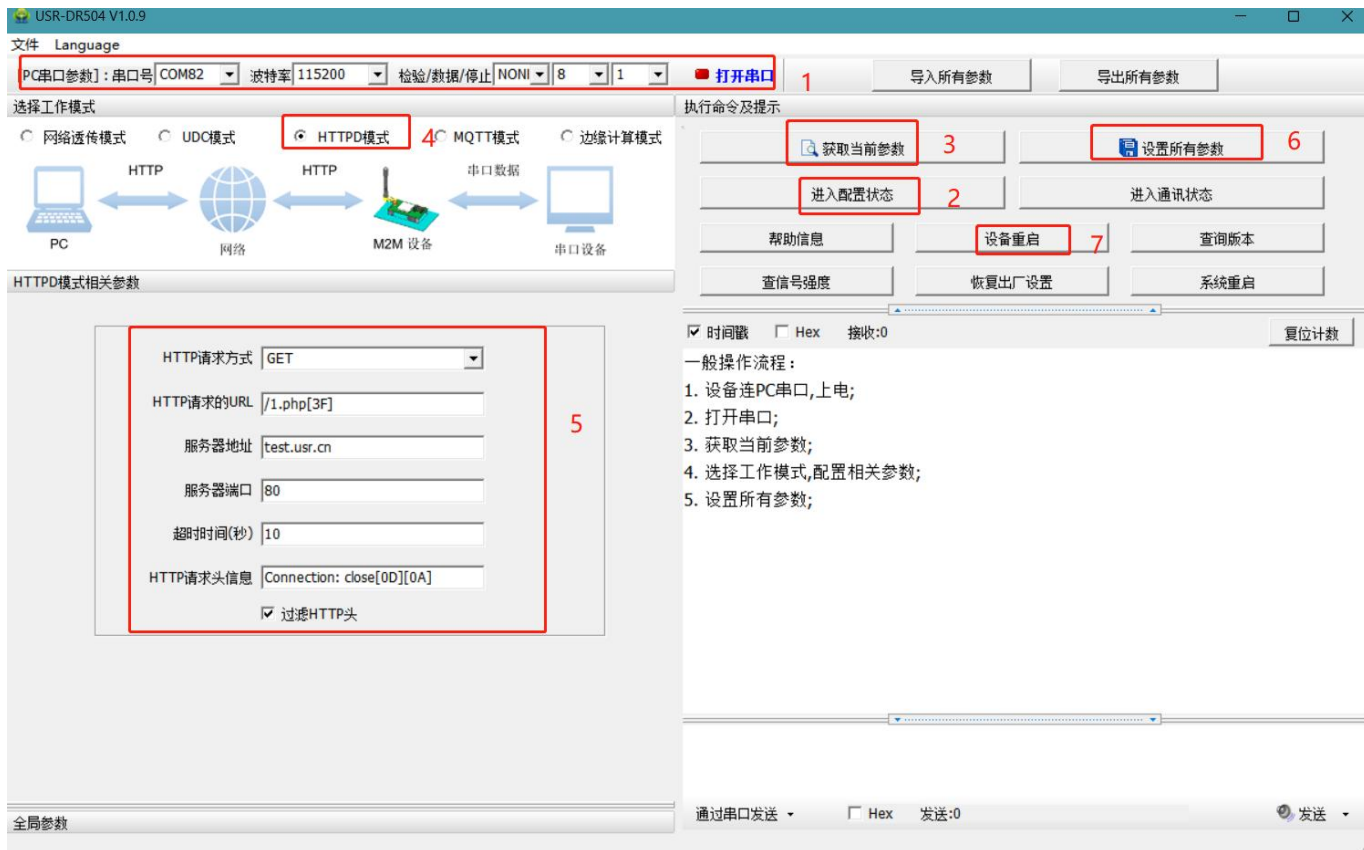 USR-DR504 V1.0.9
文件 Language
[PC串口参数]：串口号 COM82 波特率 115200 检验/数据/停止 NONI 8 1 打开串口 1 导入所有参数 导出所有参数
选择工作模式
网络透传模式 UDC模式 HTTPD模式 4 MQTT模式 边缘计算模式
HTTP HTTP 串口数据
PC 网络 M2M 设备 串口设备
HTTPD模式相关参数
HTTP请求方式 GET
HTTP请求的URL /1.php[3F]
服务器地址 test.usr.cn
5
服务器端口 80
超时时间(秒) 10
HTTP请求头信息 Connection: close[0D][0A]
过滤HTTP头
全局参数
执行命令及提示
获取当前参数 3 设置所有参数 6
进入配置状态 2 进入通讯状态
帮助信息 设备重启 7 查询版本
查信号强度 恢复出厂设置 系统重启
时间戳 Hex 接收:0 复位计数
一般操作流程：
1. 设备连PC串口,上电;
2. 打开串口;
3. 获取当前参数;
4. 选择工作模式,配置相关参数;
5. 设置所有参数;
通过串口发送 Hex 发送:0 发送